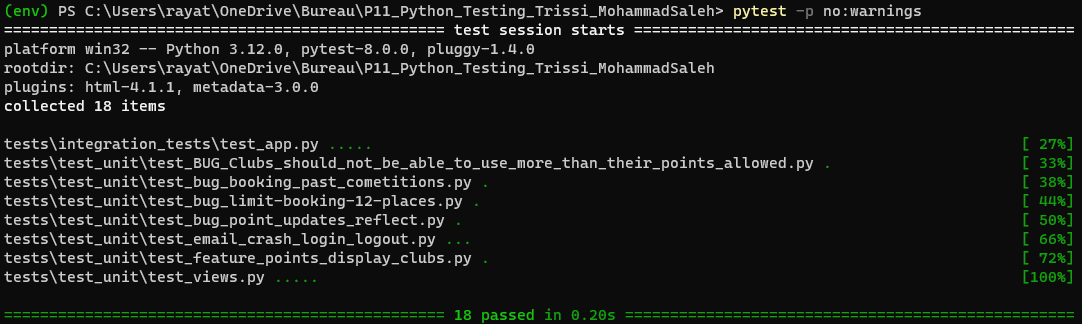 (env) PS C:\Users\rayat\OneDrive\Bureau\P11_Python_Testing_Trissi_MohammadSaleh> pytest -p no:warnings
================================================= test session starts =================================================
platform win32 -- Python 3.12.0, pytest-8.0.0, pluggy-1.4.0
rootdir: C:\Users\rayat\OneDrive\Bureau\P11_Python_Testing_Trissi_MohammadSaleh
plugins: html-4.1.1, metadata-3.0.0
collected 18 items
tests\integration_tests\test_app.py ..... [ 27%]
tests\test_unit\test_BUG_Clubs_should_not_be_able_to_use_more_than_their_points_allowed.py . [ 33%]
tests\test_unit\test_bug_booking_past_cometitions.py . [ 38%]
tests\test_unit\test_bug_limit-booking-12-places.py . [ 44%]
tests\test_unit\test_bug_point_updates_reflect.py . [ 50%]
tests\test_unit\test_email_crash_login_logout.py ... [ 66%]
tests\test_unit\test_feature_points_display_clubs.py . [ 72%]
tests\test_unit\test_views.py ..... [100%]
================================================= 18 passed in 0.20s ==================================================